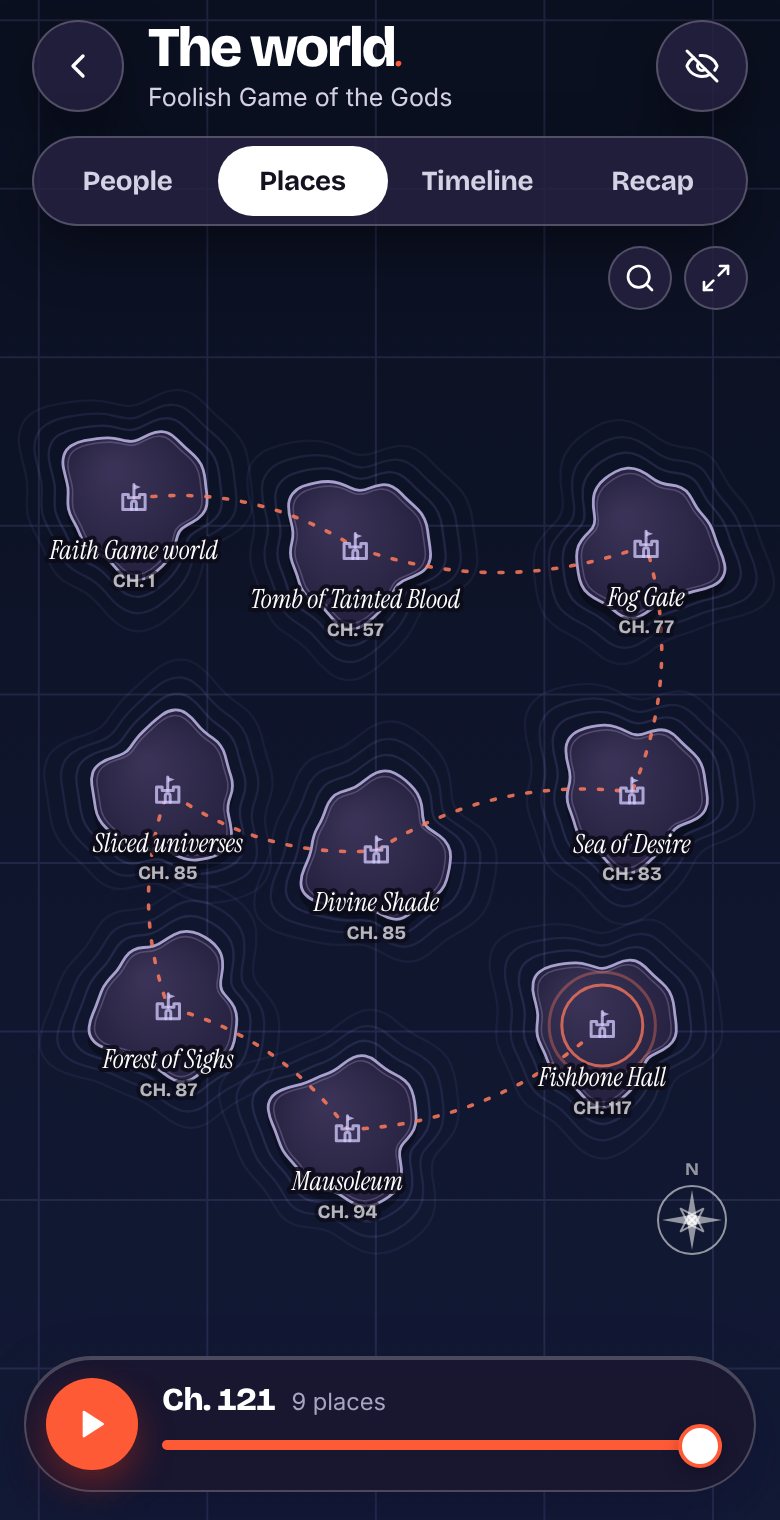 The world.
Foolish Game of the Gods
People
Places
Timeline
Recap
Faith Game world
CH. 1
Tomb of Tainted Blood
CH. 57
Fog Gate
CH. 77
Sliced universes
CH. 85
Divine Shade
CH. 85
Sea of Desire
CH. 83
Forest of Sighs
CH. 87
Mausoleum
CH. 94
Fishbone Hall
CH. 117
N
Ch. 121 9 places